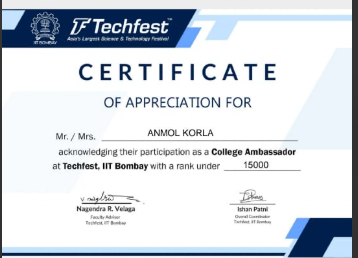 IIT BOMBAY
Techfest
Asia's Largest Science & Technology Festival
CERTIFICATE
OF APPRECIATION FOR
Mr. / Mrs. ANMOL KORLA
acknowledging their participation as a College Ambassador
at Techfest, IIT Bombay with a rank under 15000
Nagendra R. Velaga Ishan Patni
Faculty Advisor Overall Coordinator
Techfest, IIT Bombay Techfest, IIT Bombay